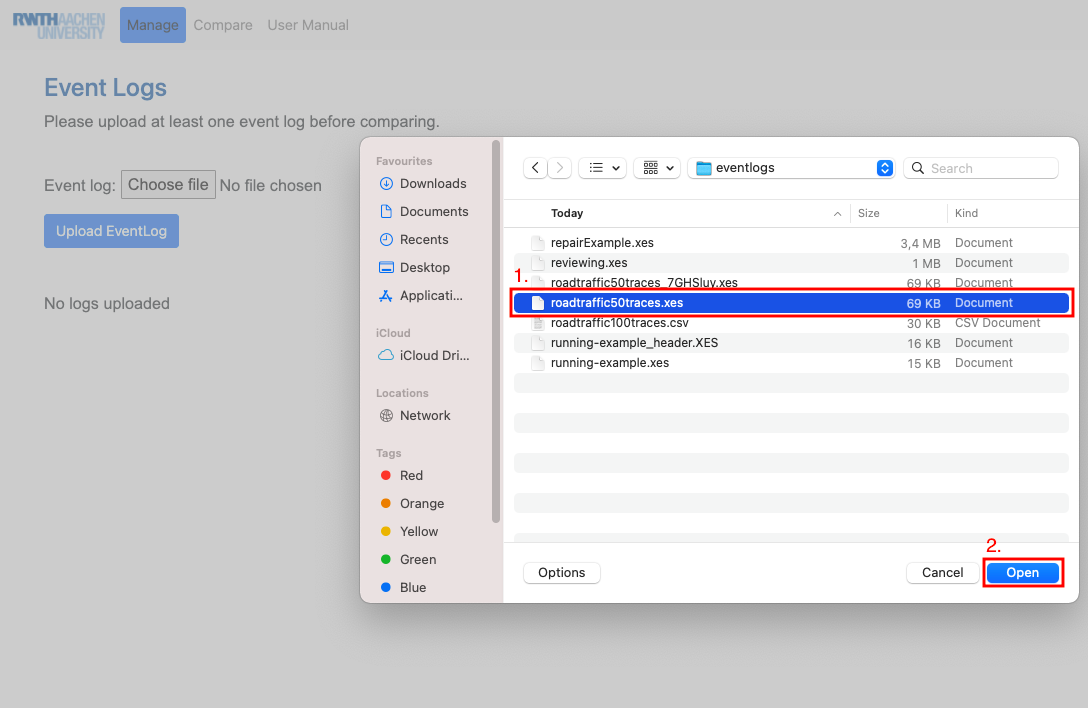 RWTHAACHEN
UNIVERSITY
Manage Compare User Manual
Event Logs
Please upload at least one event log before comparing.
Event log: Choose file No file chosen
Upload EventLog
No logs uploaded
Favourites
Downloads
Documents
Recents
Desktop
Applicati...
iCloud
iCloud Dri...
Locations
Network
Tags
Red
Orange
Yellow
Green
Blue
eventlogs
Search
Today Size Kind
repairExample.xes 3,4 MB Document
reviewing.xes 1 MB Document
1.
roadtraffic50traces_7GHSluy.xes 69 KB Document
roadtraffic50traces.xes 69 KB Document
roadtraffic100traces.csv 30 KB CSV Document
running-example_header.XES 16 KB Document
running-example.xes 15 KB Document
2.
Options Cancel Open